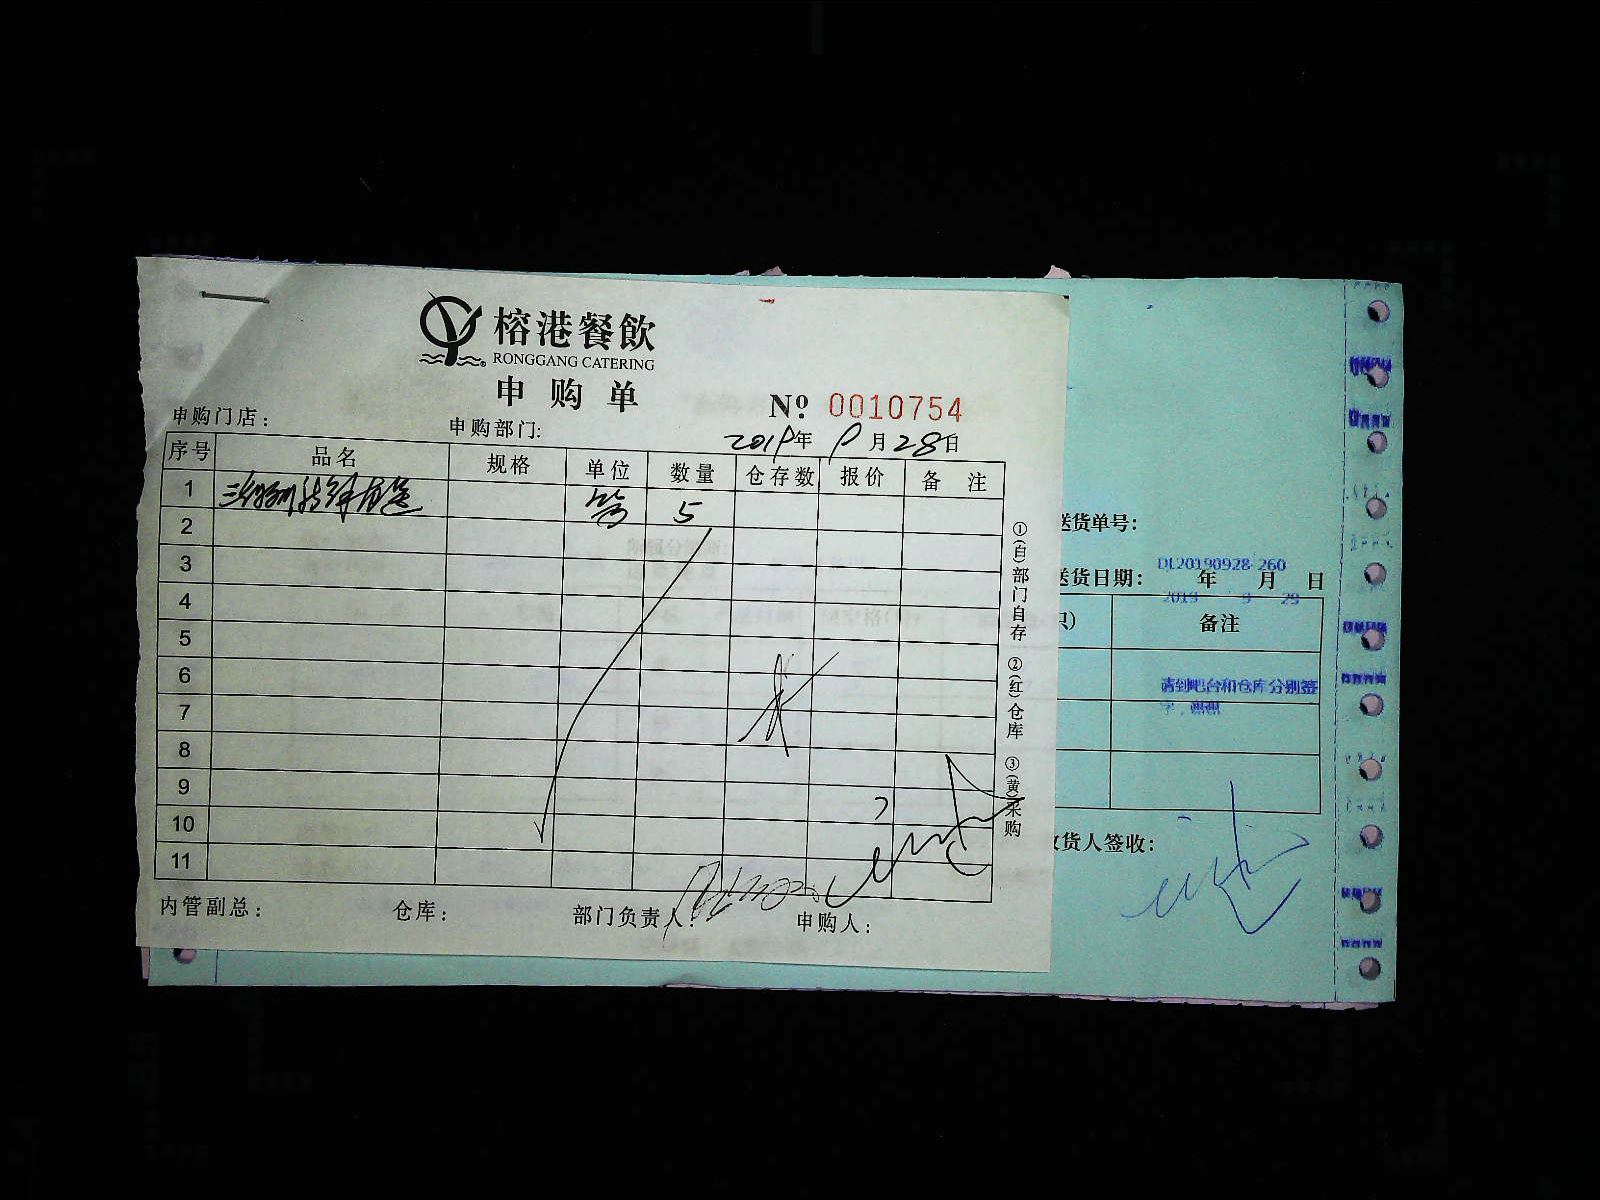 榕港餐飲
RONGGANG CATERING
申购单
Nº 0010754
申购门店：
申购部门:
2019年 9月28日
序号 品名 规格 单位 数量 仓存数 报价 备 注
1 5
2
3
4
5
6
7
8
9
10
11
①(白)部门自存 ②(红)仓库 ③(黄)采购
内管副总： 仓库： 部门负责人： 申购人：
送货单号：
DL20190928-260
送货日期： 年 月 日
2019 9 29
备注
请到吧台和仓库分别签
字，谢谢
收货人签收：